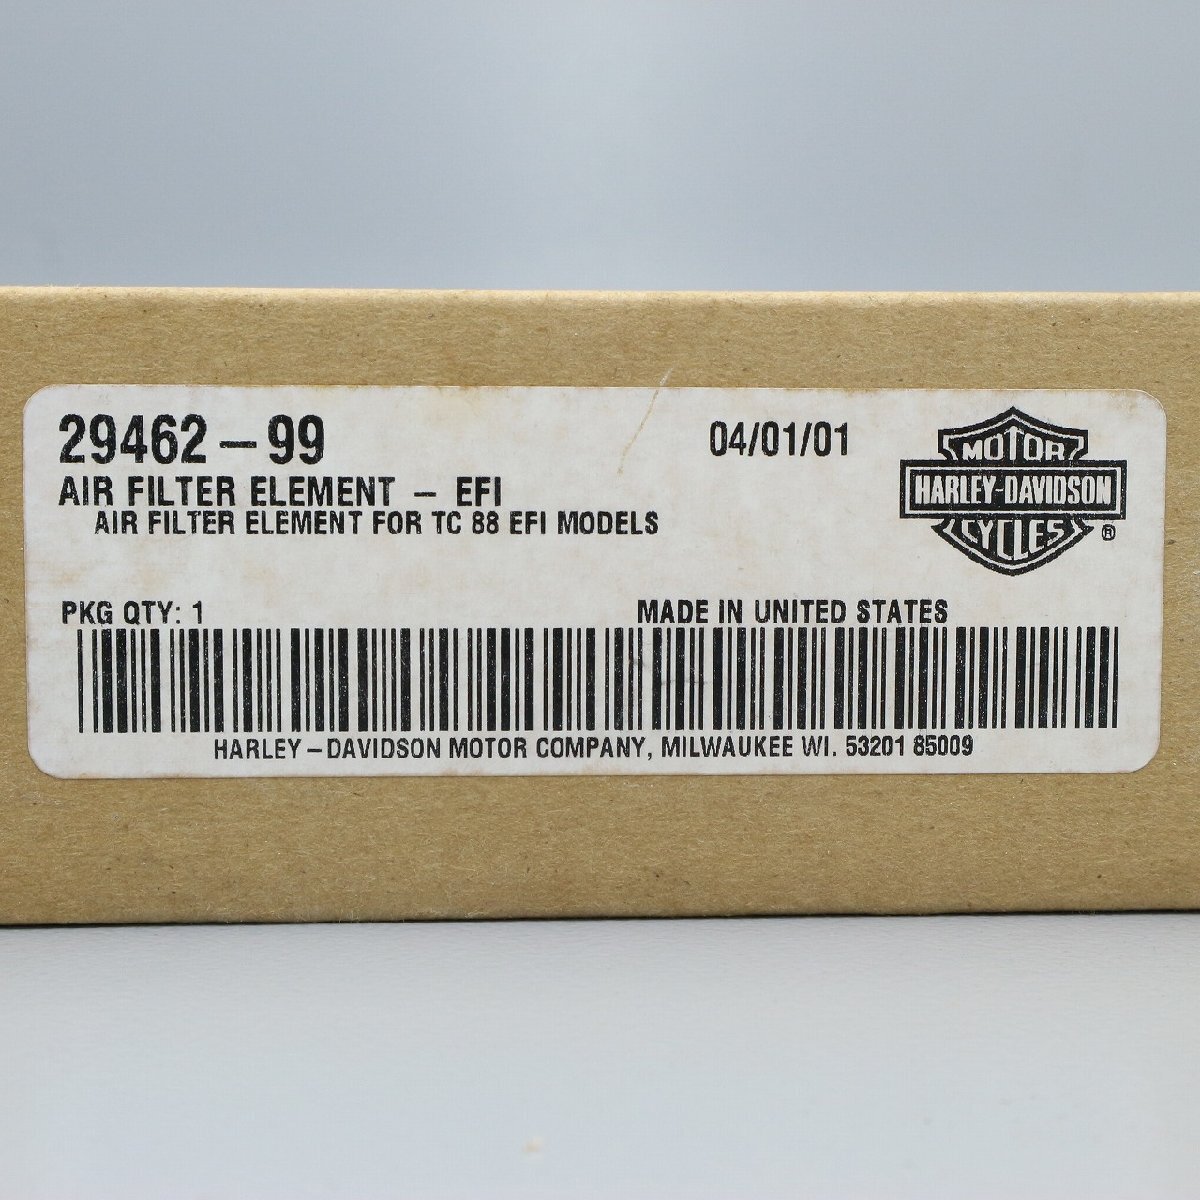 29462-99
04/01/01
AIR FILTER ELEMENT - EFI
AIR FILTER ELEMENT FOR TC 88 EFI MODELS
MOTOR
HARLEY-DAVIDSON
CYCLES ®
PKG QTY: 1
MADE IN UNITED STATES
HARLEY-DAVIDSON MOTOR COMPANY, MILWAUKEE WI. 53201 85009